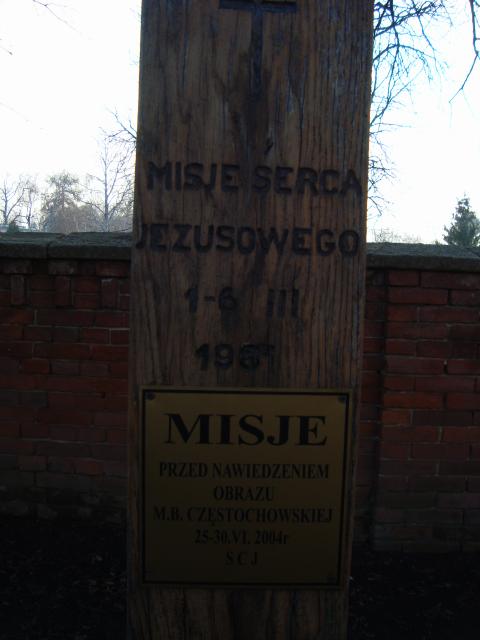 MISJE SERCA
JEZUSOWEGO
1-6 III
MISJE
PRZED NAWIEDZENIEM
OBRAZU
M.B. CZĘSTOCHOWSKIEJ
25-30.VI. 2004r
S C J